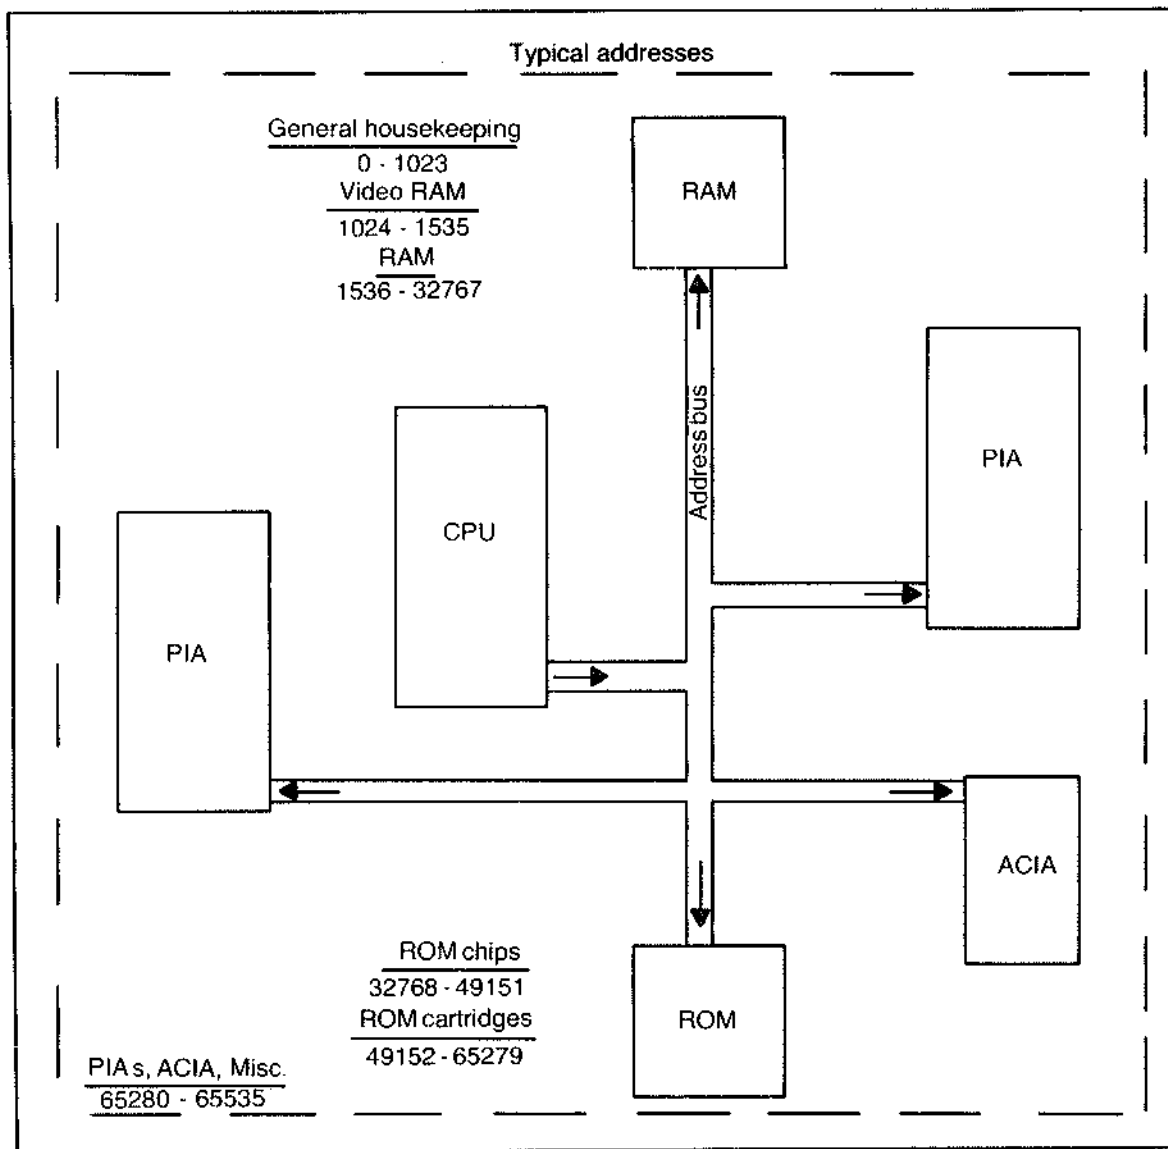 Typical addresses
General housekeeping
0 - 1023
Video RAM
1024 - 1535
RAM
1536 - 32767
RAM
Address bus
PIA
CPU
PIA
ACIA
ROM chips
32768 - 49151
ROM cartridges
49152 - 65279
ROM
PIAs, ACIA, Misc.
65280 - 65535